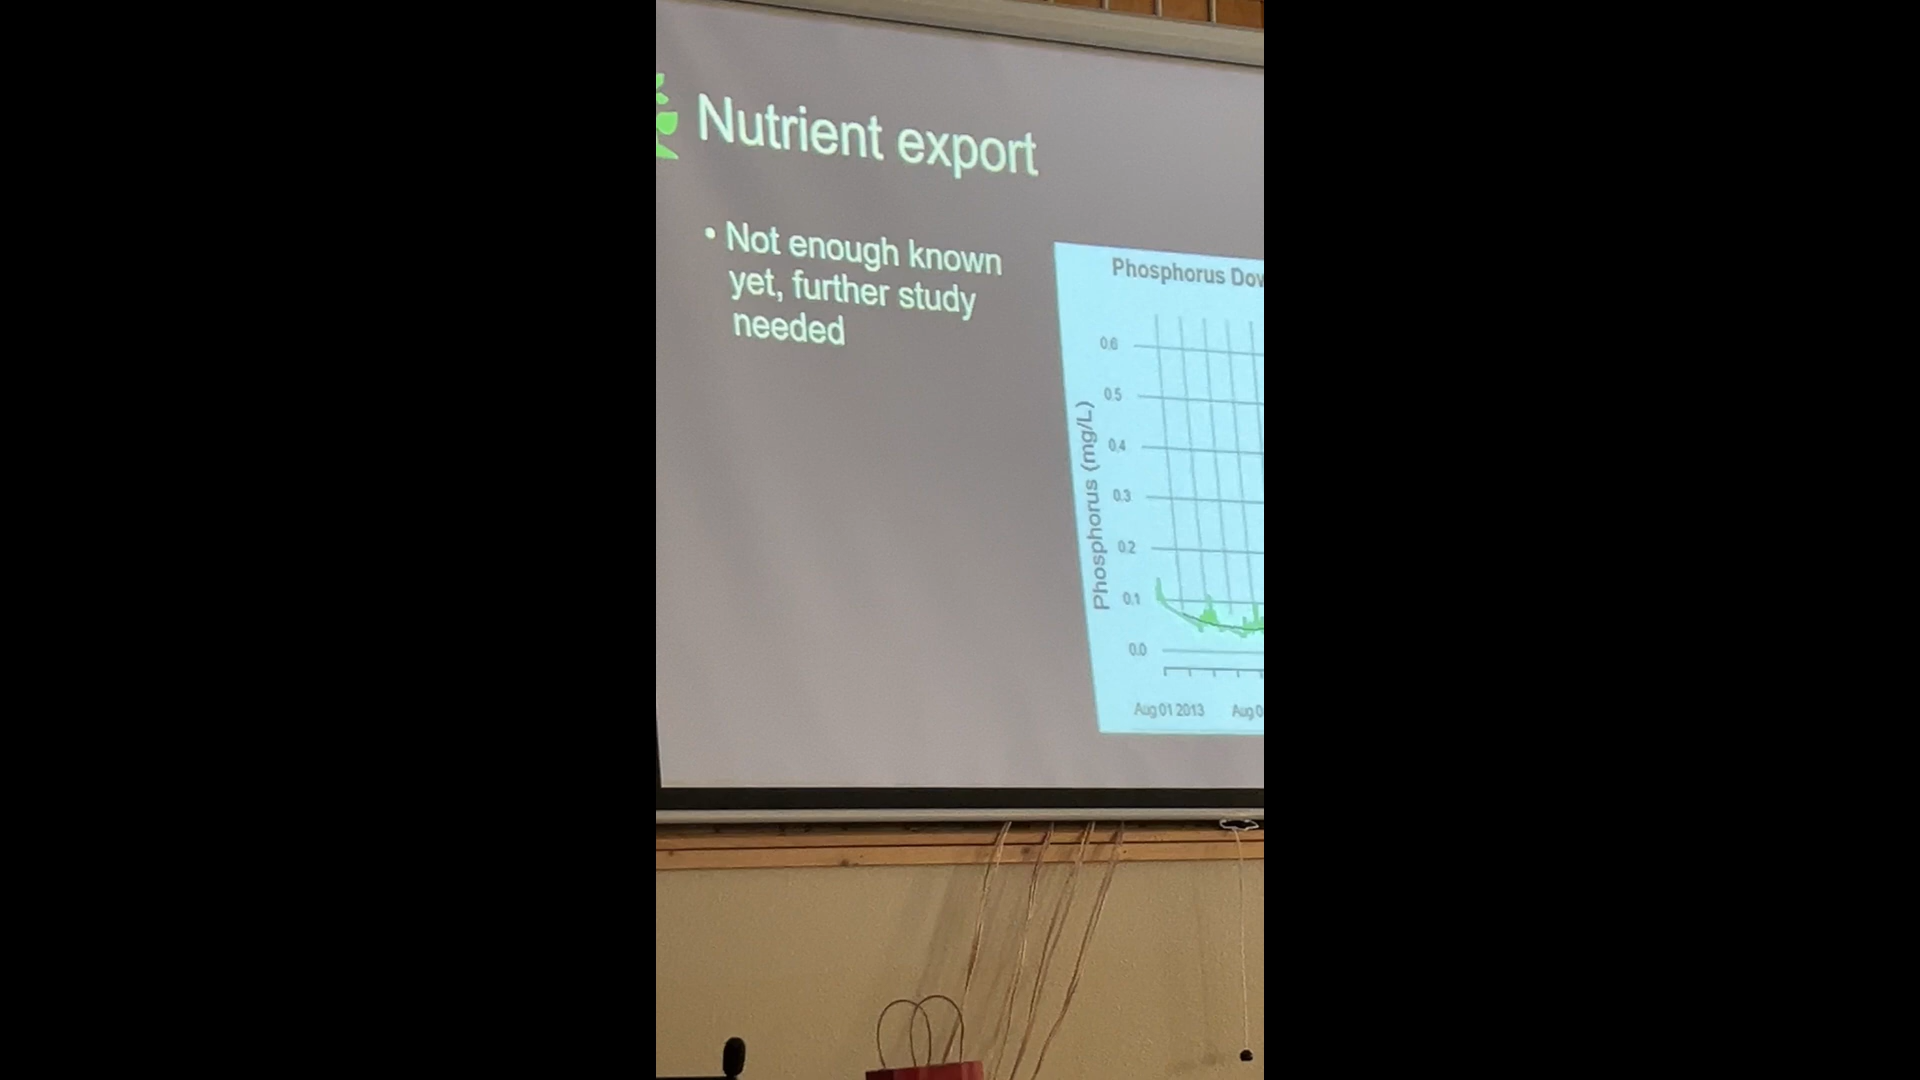 Nutrient export
• Not enough known
yet, further study
needed
Phosphorus
Phosphorus (mg/L)
0.6
0.5
0.4
0.3
0.2
0.1
0.0
Aug 01 2013